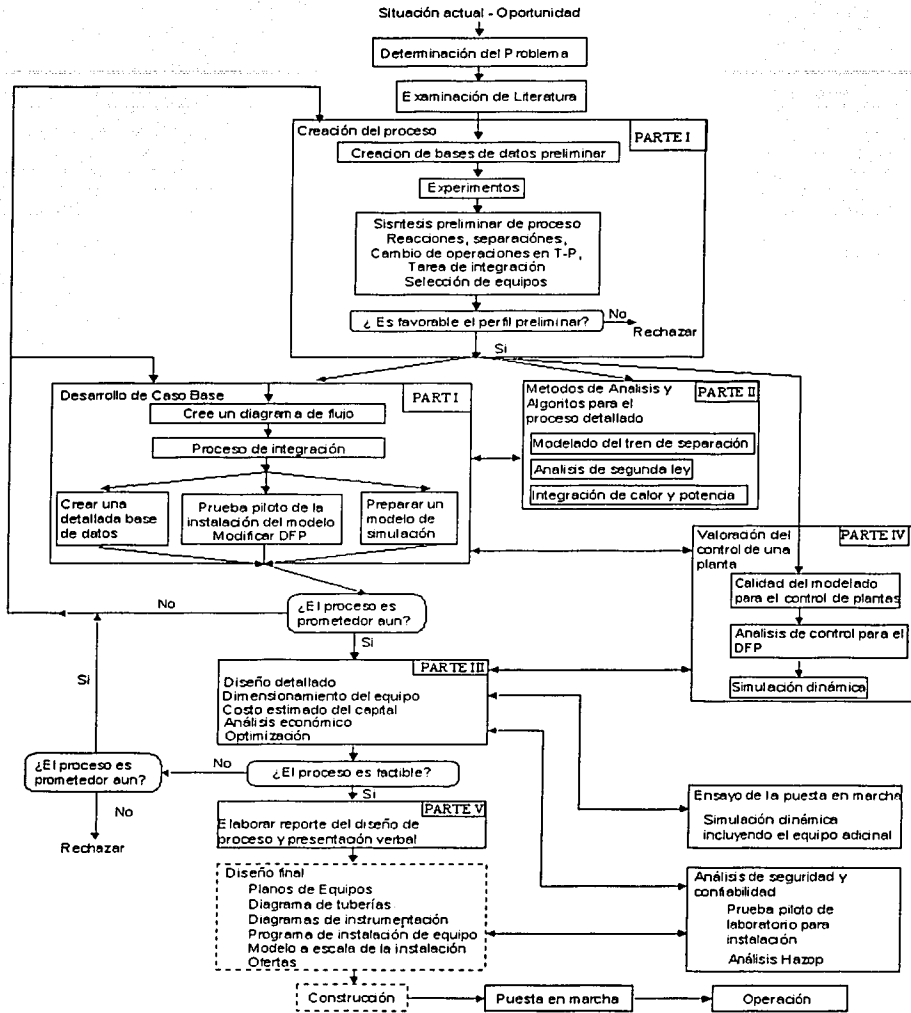 Situación actual - Oportunidad
Determinación del Problema
Examinación de Literatura
Creación del proceso
PARTE I
Creacion de bases de datos preliminar
Experimentos
Sisntesis preliminar de proceso
Reacciones, separaciónes,
Cambio de operaciones en T-P,
Tarea de integración
Selección de equipos
¿ Es favorable el perfil preliminar?
No
Rechazar
Si
Desarrollo de Caso Base
PART I
Cree un diagrama de flujo
Proceso de integración
Crear una
detallada base
de datos
Prueba piloto de la
instalación del modelo
Modificar DFP
Preparar un
modelo de
simulación
Metodos de Analisis y
Algoritos para el
proceso detallado
PARTE II
Modelado del tren de separación
Analisis de segunda ley
Integración de calor y potencia
Valoración del
control de una
planta
PARTE IV
Calidad del modelado
para el control de plantas
Analisis de control para el
DFP
Simulación dinámica
No
¿El proceso es
prometedor aun?
Si
Si
PARTE III
Diseño detallado
Dimensionamiento del equipo
Costo estimado del capital
Análisis económico
Optimización
¿El proceso es
prometedor aun?
No
¿El proceso es factible?
No
Si
Rechazar
PARTE V
Elaborar reporte del diseño de
proceso y presentación verbal
Ensayo de la puesta en marcha
Simulación dinámica
incluyendo el equipo adicinal
Diseño final
Planos de Equipos
Diagrama de tuberías
Diagramas de instrumentación
Programa de instalación de equipo
Modelo a escala de la instalación
Ofertas
Análisis de seguridad y
confiabilidad
Prueba piloto de
laboratorio para
instalación
Análisis Hazop
Construcción
Puesta en marcha
Operación